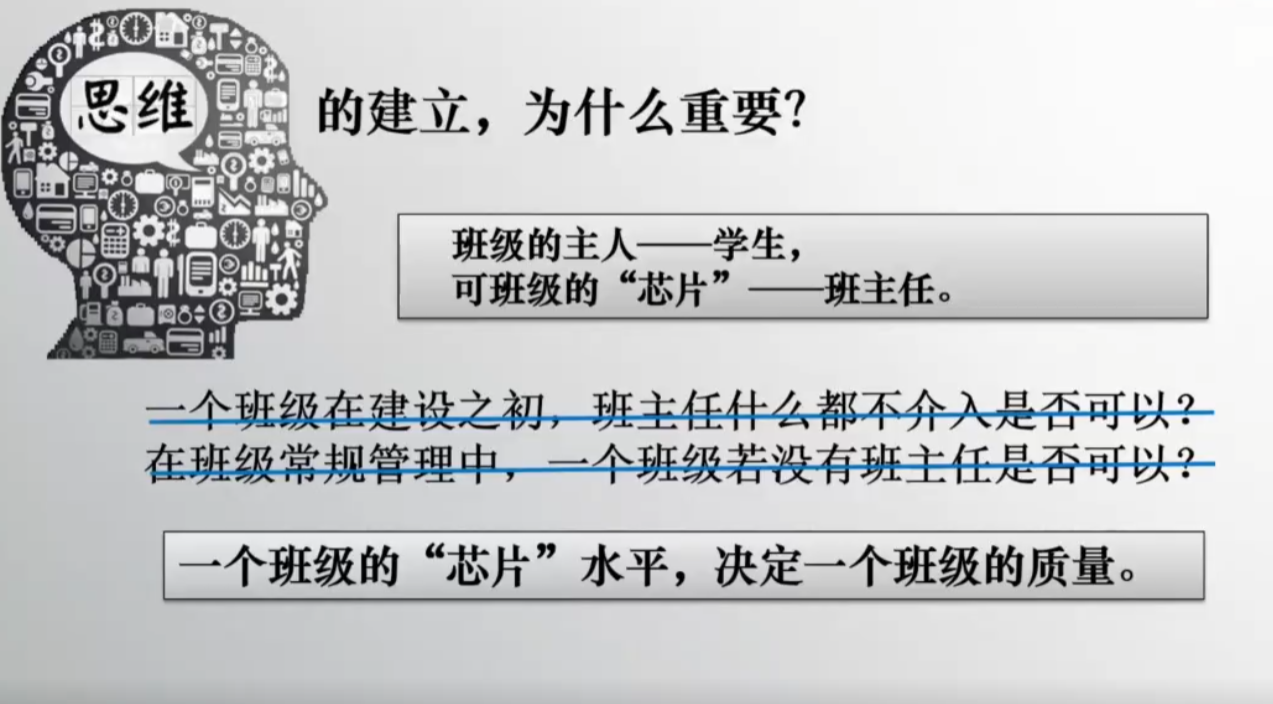 思维
的建立，为什么重要？
班级的主人——学生，
可班级的“芯片”——班主任。
一个班级在建设之初，班主任什么都不介入是否可以？
在班级常规管理中，一个班级若没有班主任是否可以？
一个班级的“芯片”水平，决定一个班级的质量。